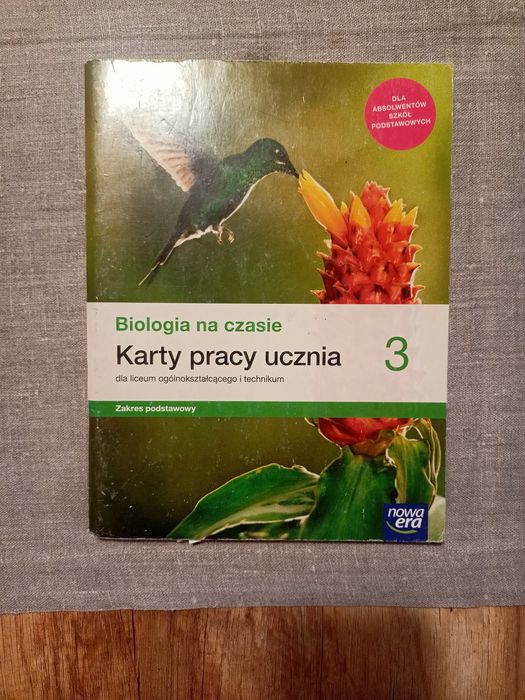 DLA
ABSOLWENTÓW
SZKÓŁ
PODSTAWOWYCH
Biologia na czasie
Karty pracy ucznia 3
dla liceum ogólnokształcącego i technikum
Zakres podstawowy
nowa
era